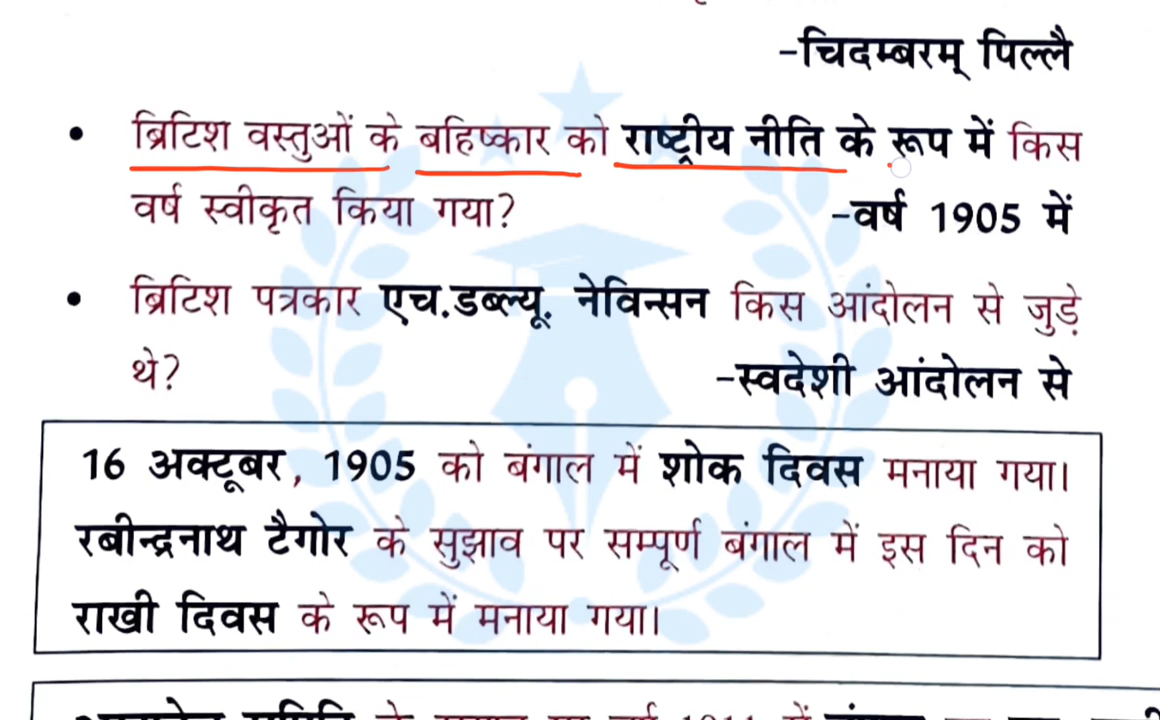 -चिदम्बरम् पिल्लै
• ब्रिटिश वस्तुओं के बहिष्कार को राष्ट्रीय नीति के रूप में किस
वर्ष स्वीकृत किया गया? -वर्ष 1905 में
• ब्रिटिश पत्रकार एच.डब्ल्यू. नेविन्सन किस आंदोलन से जुड़े
थे? -स्वदेशी आंदोलन से
16 अक्टूबर, 1905 को बंगाल में शोक दिवस मनाया गया।
रबीन्द्रनाथ टैगोर के सुझाव पर सम्पूर्ण बंगाल में इस दिन को
राखी दिवस के रूप में मनाया गया।